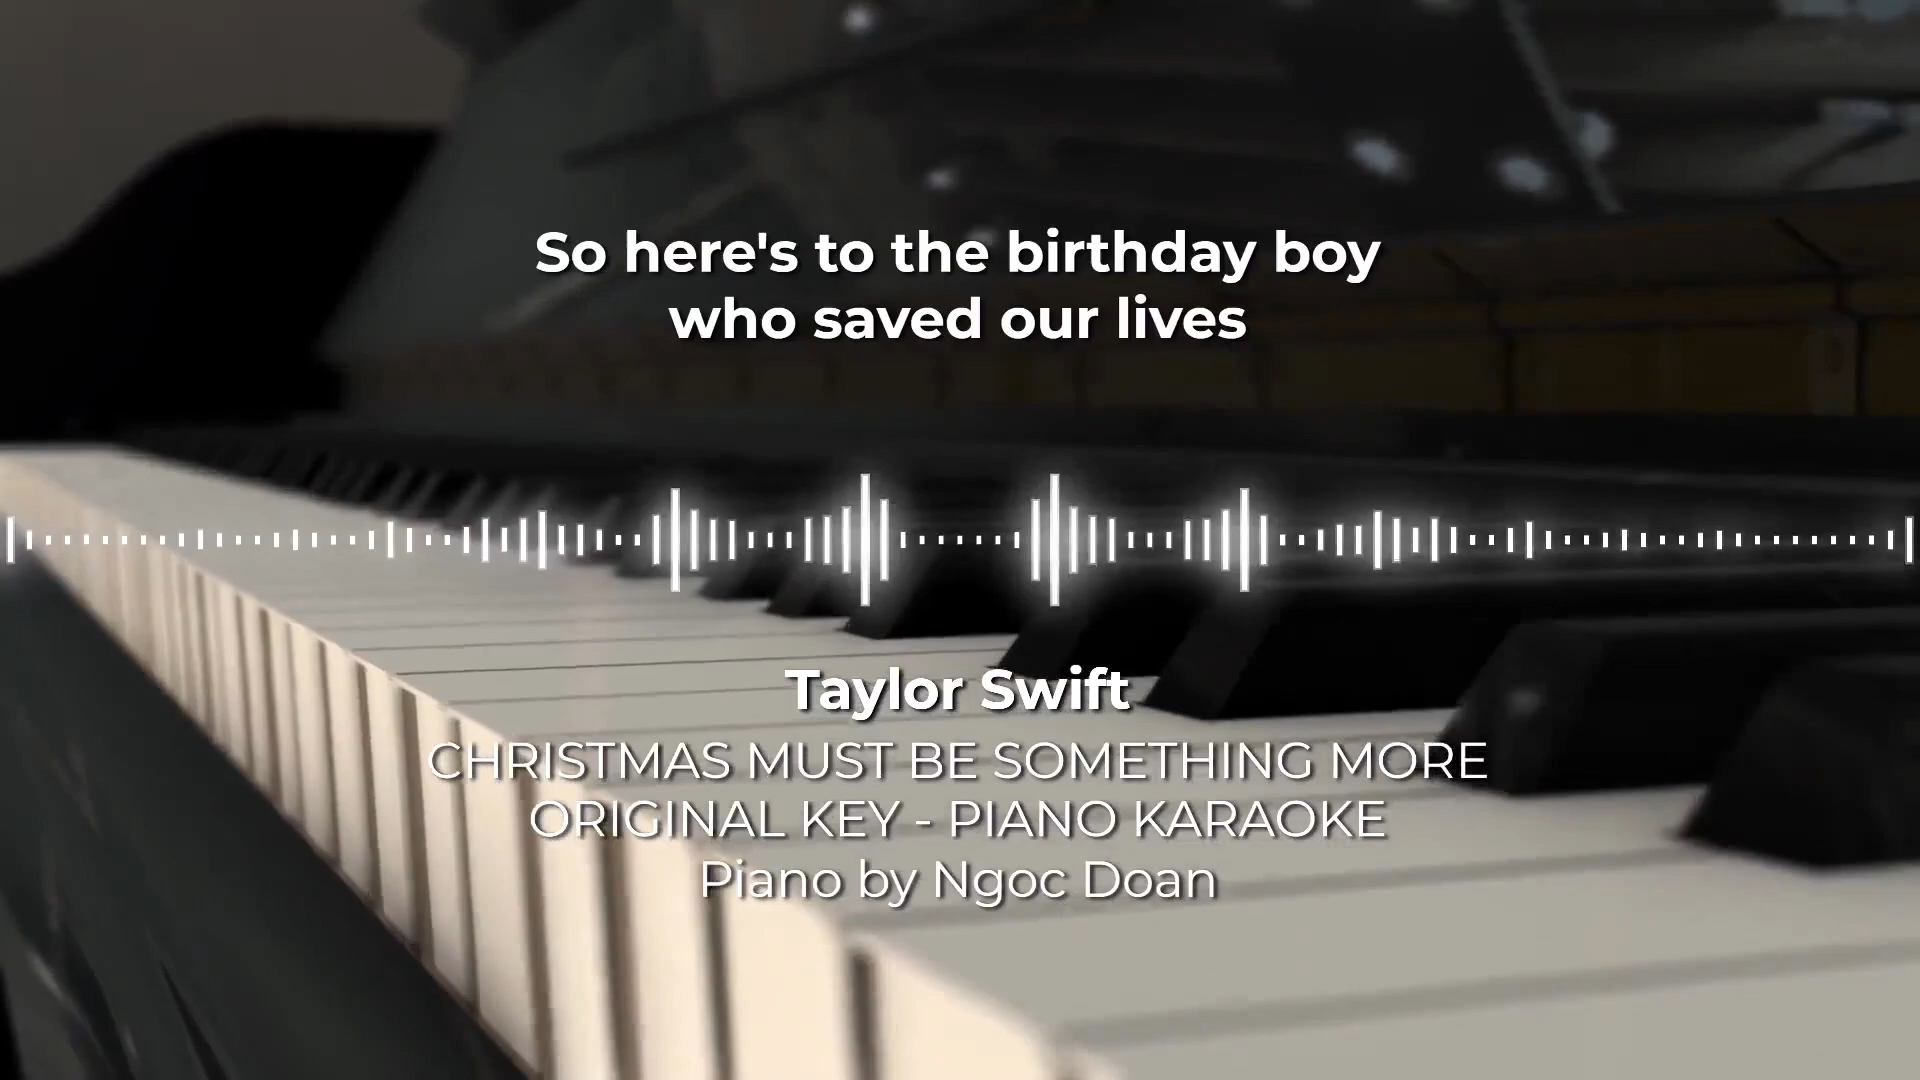 So here's to the birthday boy
who saved our lives
Taylor Swift
CHRISTMAS MUST BE SOMETHING MORE
ORIGINAL KEY - PIANO KARAOKE
Piano by Ngoc Doan